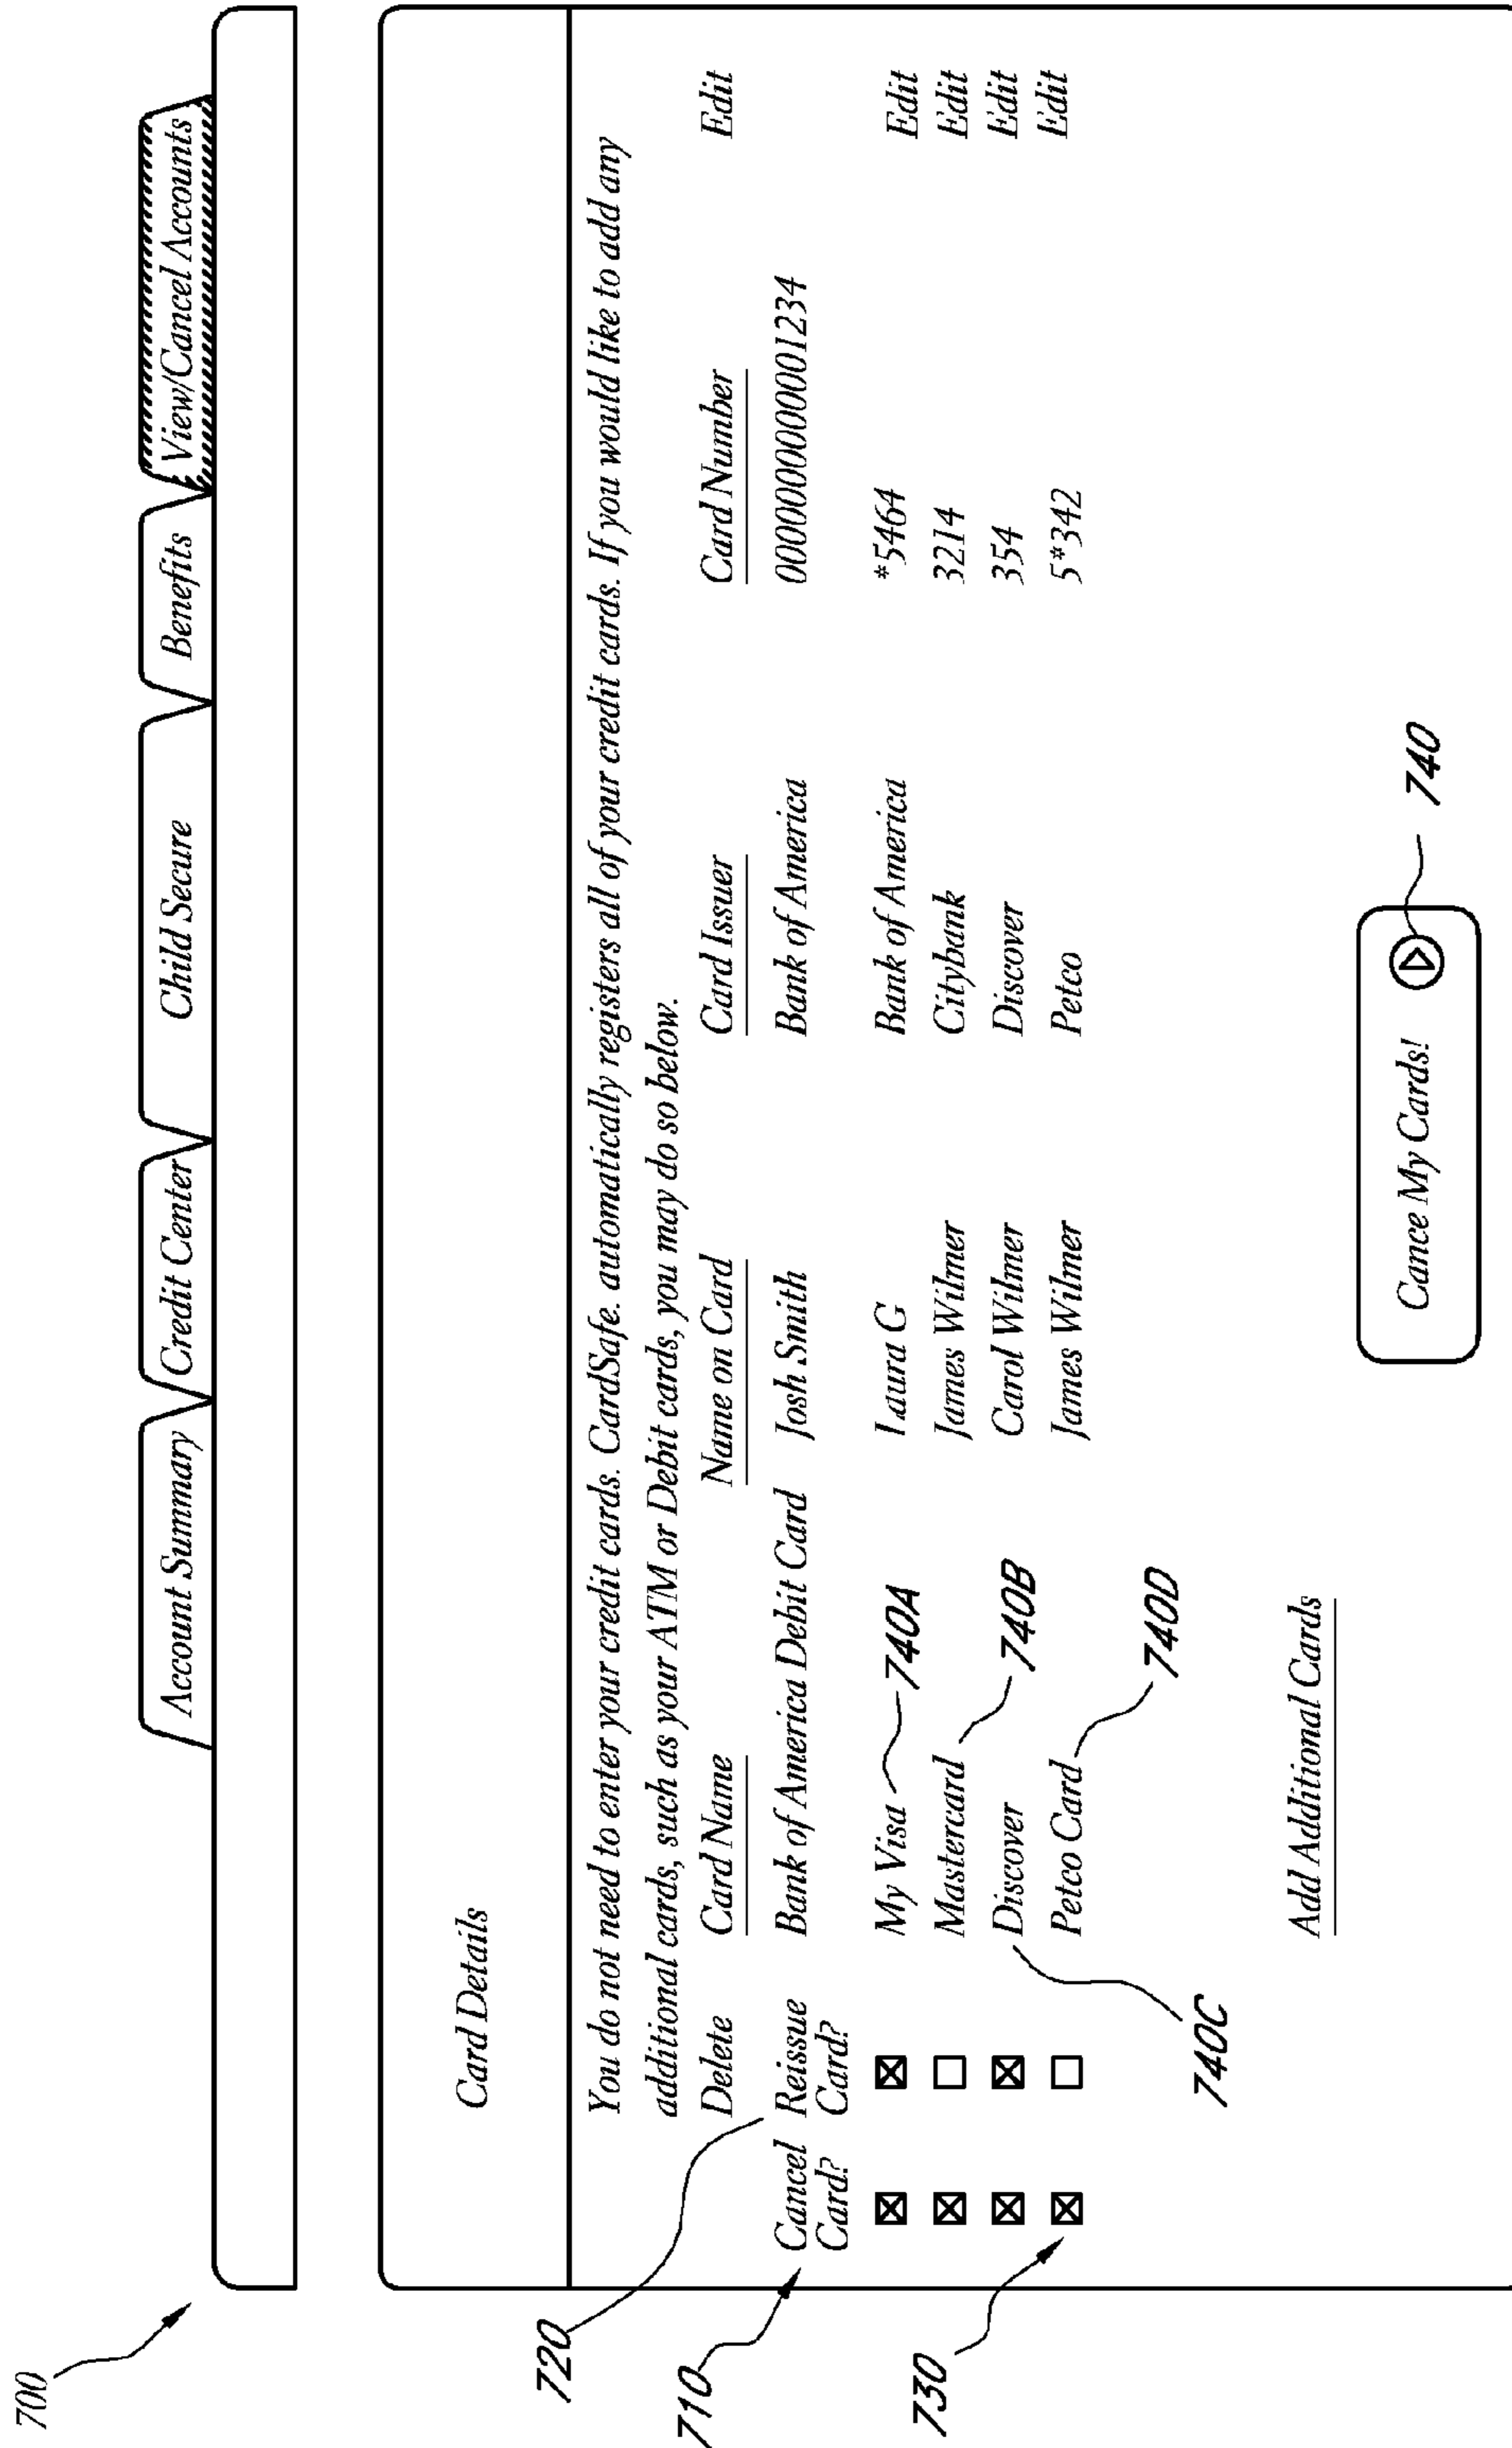 700
Account Summary Credit Center Child Secure Benefits View/Cancel Accounts
Card Details
You do not need to enter your credit cards. CardSafe. automatically registers all of your credit cards. If you would like to add any
additional cards, such as your ATM or Debit cards, you may do so below.
720
Delete Card Name Name on Card Card Issuer Card Number Edit
710
Cancel Card? Reissue Card? Bank of America Debit Card Josh Smith Bank of America 0000000000001234
My Visa 740A Laura G Bank of America *5464 Edit
Mastercard 740B James Wilmer Citybank 3214 Edit
Discover Carol Wilmer Discover 354 Edit
730 Petco Card James Wilmer Petco 5*342 Edit
740D
740C
Add Additional Cards
Cance My Cards! 740